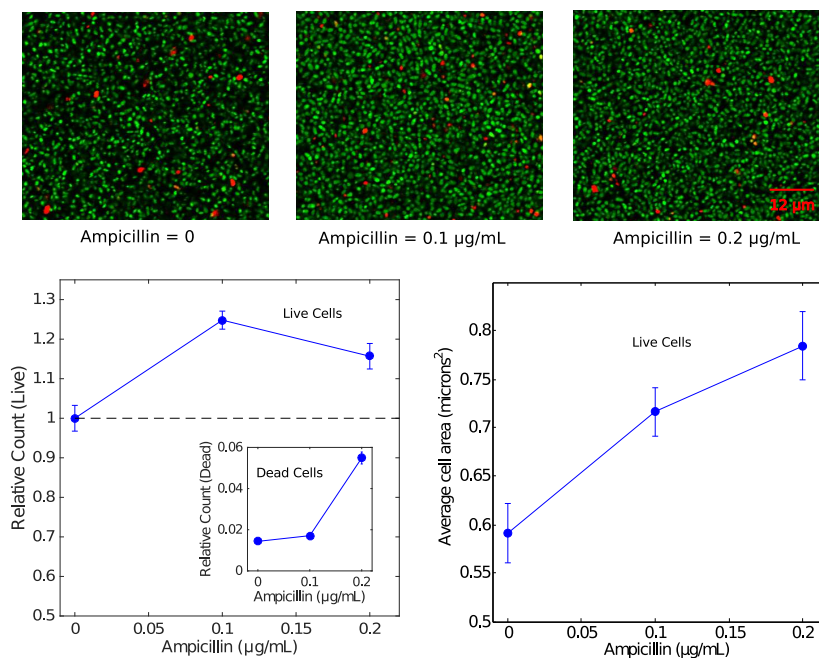 12 µm
Ampicillin = 0
Ampicillin = 0.1 µg/mL
Ampicillin = 0.2 µg/mL
1.3
1.2
1.1
1
0.9
0.8
0.7
0.6
0.5
Relative Count (Live)
Live Cells
0.06
0.04
0.02
0
Relative Count (Dead)
Dead Cells
0 0.1 0.2
Ampicillin (µg/mL)
0 0.05 0.10 0.15 0.2
Ampicillin (µg/mL)
0.8
0.75
0.7
0.65
0.6
0.55
0.5
Average cell area (microns²)
Live Cells
0 0.05 0.1 0.15 0.2
Ampicillin (µg/mL)